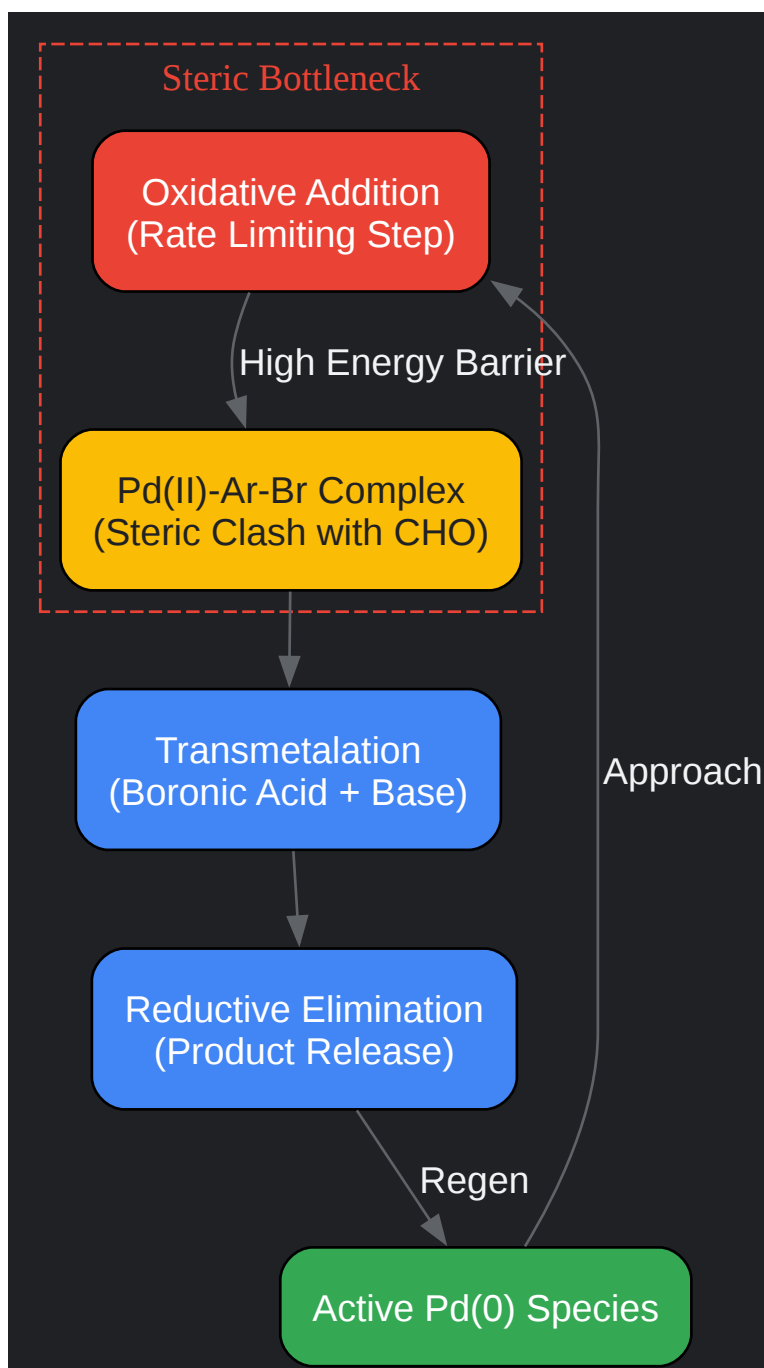 Steric Bottleneck
Oxidative Addition
(Rate Limiting Step)
High Energy Barrier
Pd(II)-Ar-Br Complex
(Steric Clash with CHO)
Transmetalation
(Boronic Acid + Base)
Approach
Reductive Elimination
(Product Release)
Regen
Active Pd(0) Species